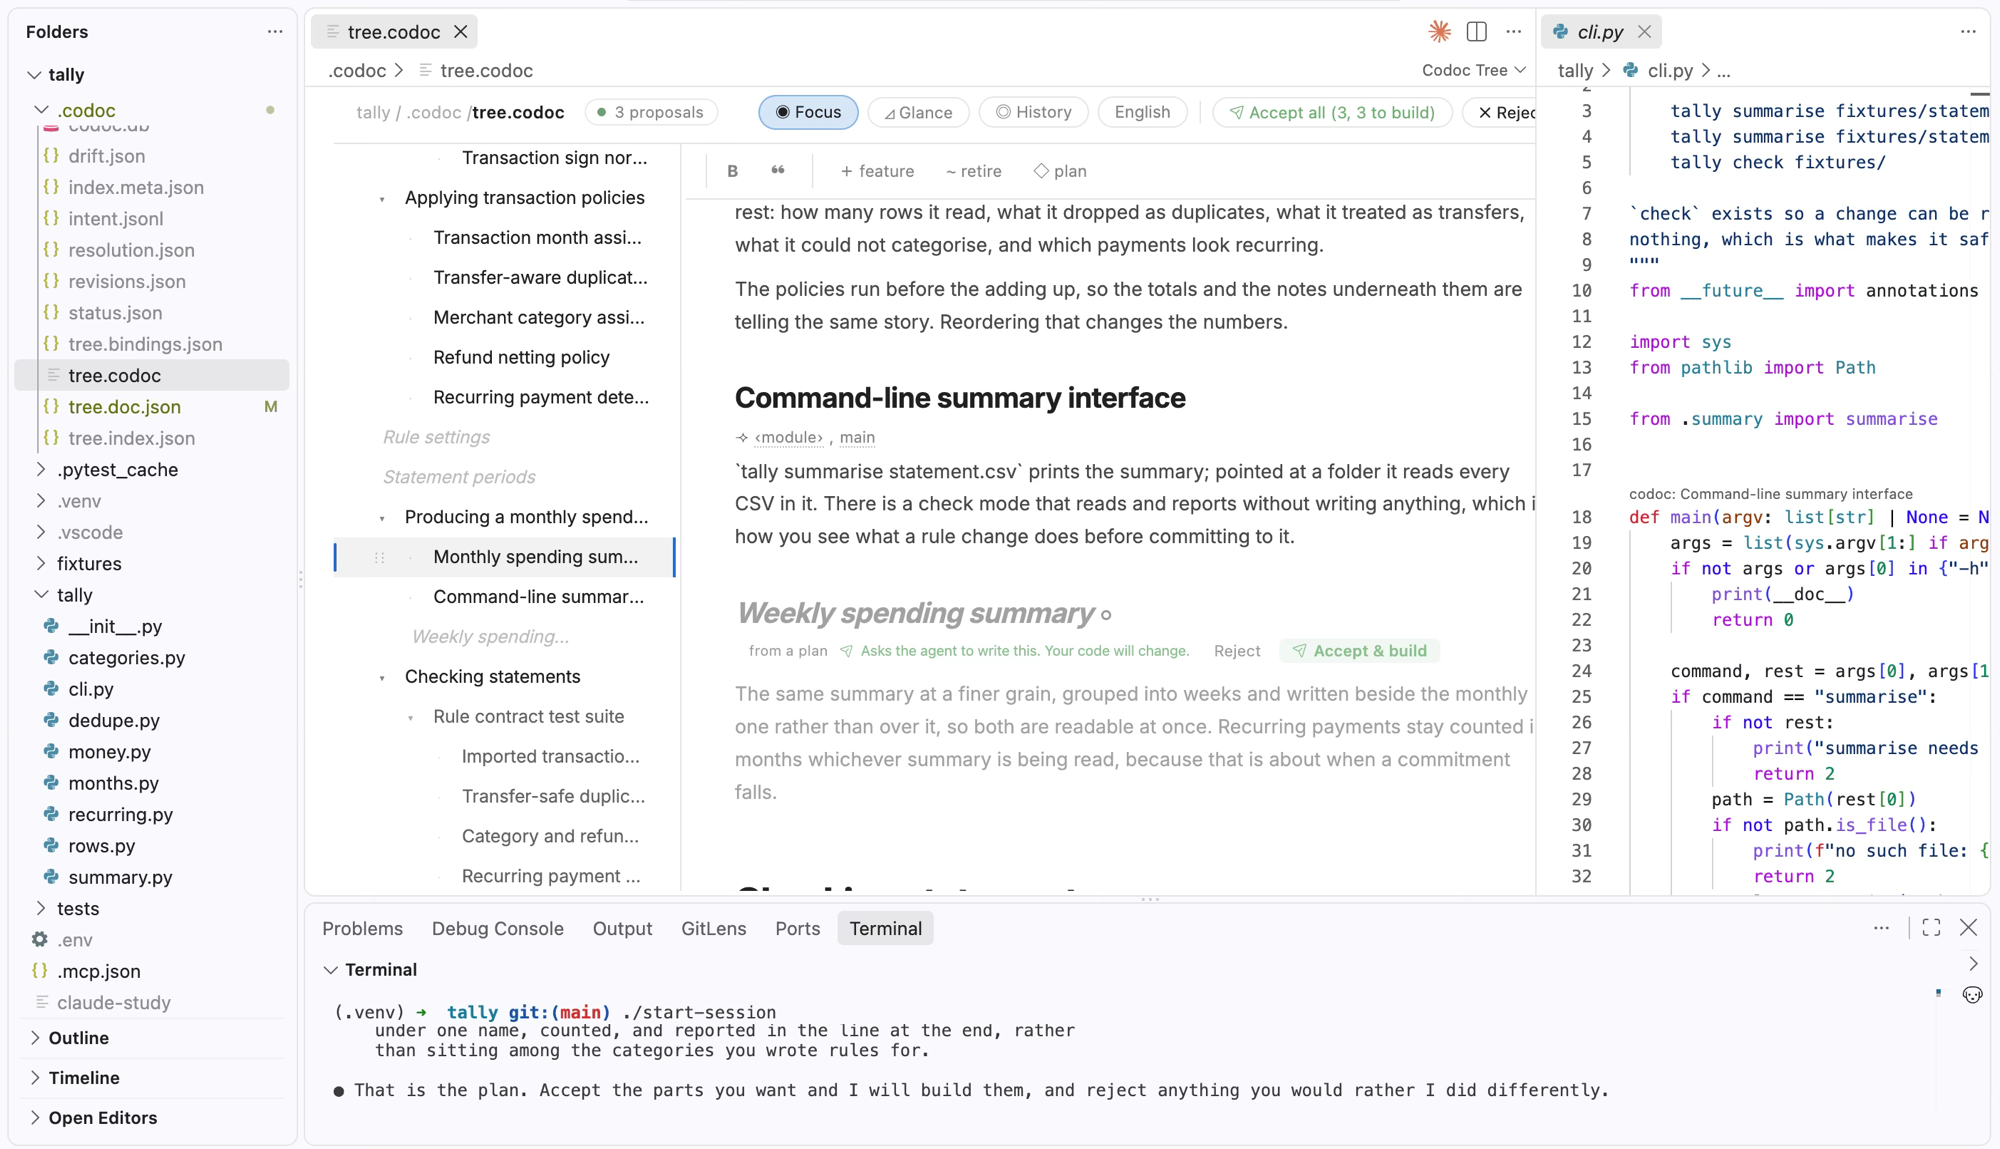 Folders
tally
.codoc
codoc.db
drift.json
index.meta.json
intent.jsonl
resolution.json
revisions.json
status.json
tree.bindings.json
tree.codoc
tree.doc.json M
tree.index.json
.pytest_cache
.venv
.vscode
fixtures
tally
__init__.py
categories.py
cli.py
dedupe.py
money.py
months.py
recurring.py
rows.py
summary.py
tests
.env
.mcp.json
claude-study
Outline
Timeline
Open Editors
tree.codoc
.codoc > tree.codoc
Codoc Tree
tally / .codoc /tree.codoc
3 proposals
Focus
Glance
History
English
Accept all (3, 3 to build)
Rejec
Transaction sign nor...
Applying transaction policies
Transaction month assi...
Transfer-aware duplicat...
Merchant category assi...
Refund netting policy
Recurring payment dete...
Rule settings
Statement periods
Producing a monthly spend...
Monthly spending sum...
Command-line summar...
Weekly spending...
Checking statements
Rule contract test suite
Imported transactio...
Transfer-safe duplic...
Category and refun...
Recurring payment ...
B
+ feature
~ retire
plan
rest: how many rows it read, what it dropped as duplicates, what it treated as transfers,
what it could not categorise, and which payments look recurring.
The policies run before the adding up, so the totals and the notes underneath them are
telling the same story. Reordering that changes the numbers.
Command-line summary interface
‹module› , main
`tally summarise statement.csv` prints the summary; pointed at a folder it reads every
CSV in it. There is a check mode that reads and reports without writing anything, which i
how you see what a rule change does before committing to it.
Weekly spending summary
from a plan Asks the agent to write this. Your code will change. Reject Accept & build
The same summary at a finer grain, grouped into weeks and written beside the monthly
one rather than over it, so both are readable at once. Recurring payments stay counted i
months whichever summary is being read, because that is about when a commitment
falls.
cli.py
tally > cli.py > ...
2
3 tally summarise fixtures/statem
4 tally summarise fixtures/statem
5 tally check fixtures/
6
7 `check` exists so a change can be r
8 nothing, which is what makes it saf
9 """
10 from __future__ import annotations
11
12 import sys
13 from pathlib import Path
14
15 from .summary import summarise
16
17
codoc: Command-line summary interface
18 def main(argv: list[str] | None = N
19 args = list(sys.argv[1:] if arg
20 if not args or args[0] in {"-h"
21 print(__doc__)
22 return 0
23
24 command, rest = args[0], args[1
25 if command == "summarise":
26 if not rest:
27 print("summarise needs
28 return 2
29 path = Path(rest[0])
30 if not path.is_file():
31 print(f"no such file: {
32 return 2
Problems
Debug Console
Output
GitLens
Ports
Terminal
Terminal
(.venv) → tally git:(main) ./start-session
under one name, counted, and reported in the line at the end, rather
than sitting among the categories you wrote rules for.
● That is the plan. Accept the parts you want and I will build them, and reject anything you would rather I did differently.